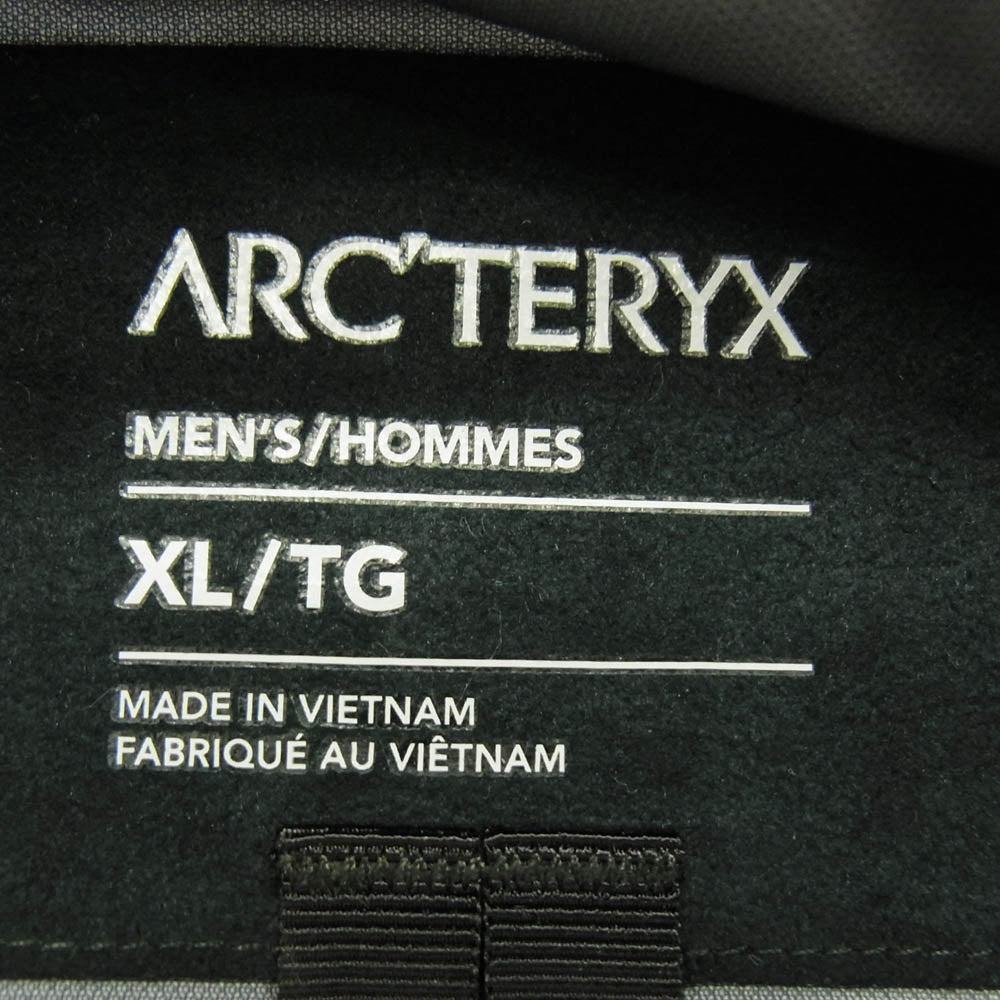 ARC'TERYX
MEN'S/HOMMES
XL/TG
MADE IN VIETNAM
FABRIQUÉ AU VIÊTNAM